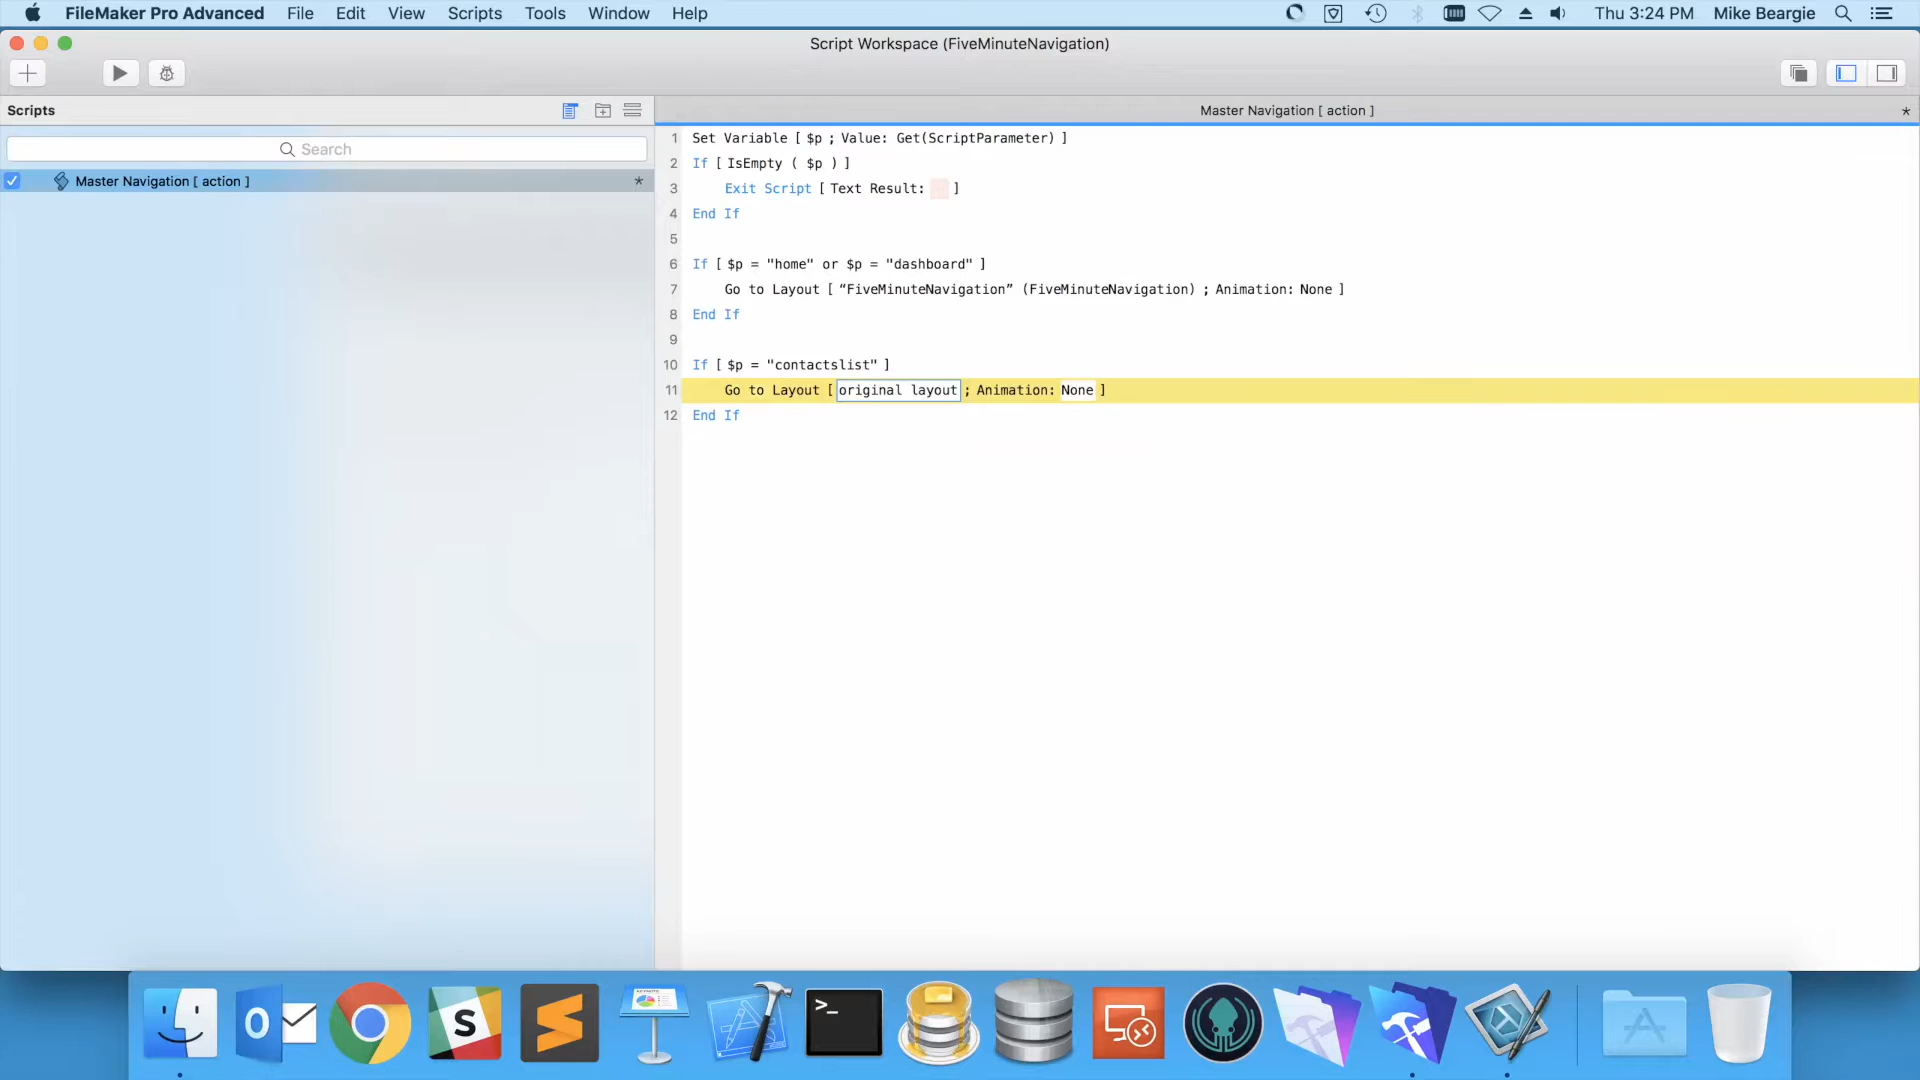 FileMaker Pro Advanced File Edit View Scripts Tools Window Help Thu 3:24 PM Mike Beargie
Script Workspace (FiveMinuteNavigation)
Scripts
Master Navigation [ action ] *
Search
Master Navigation [ action ] *
1 Set Variable [ $p ; Value: Get(ScriptParameter) ]
2 If [ IsEmpty ( $p ) ]
3 Exit Script [ Text Result: ]
4 End If
5
6 If [ $p = "home" or $p = "dashboard" ]
7 Go to Layout [ “FiveMinuteNavigation” (FiveMinuteNavigation) ; Animation: None ]
8 End If
9
10 If [ $p = "contactslist" ]
11 Go to Layout [ original layout ; Animation: None ]
12 End If
KEYNOTE
>_
O
S